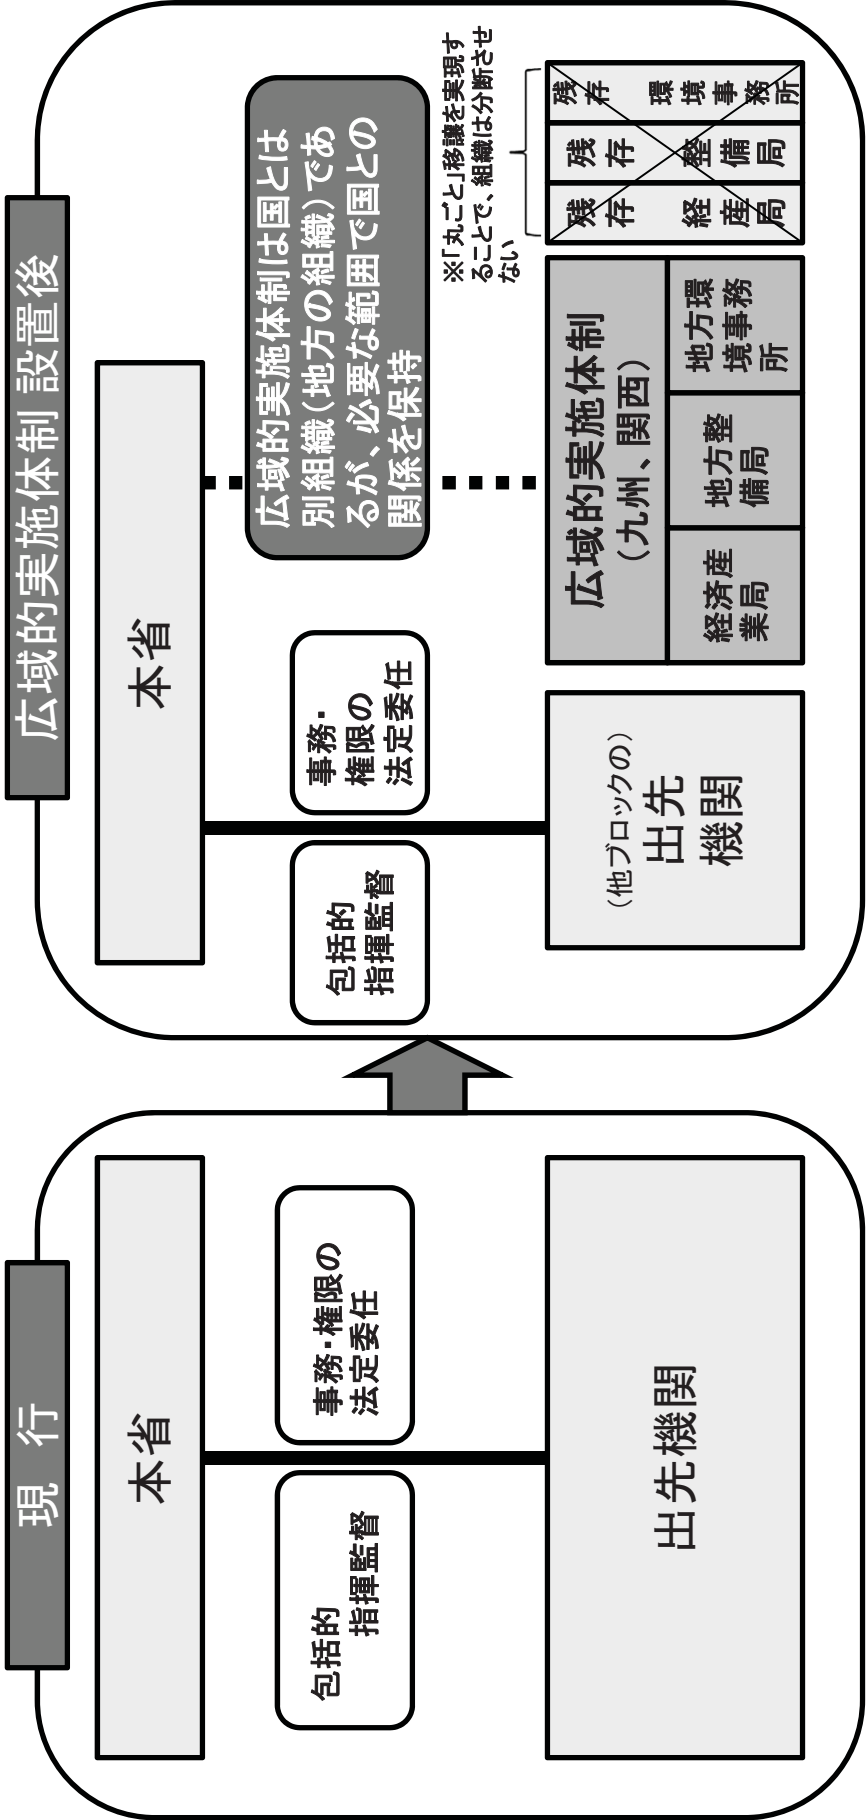 現　行
本省
包括的
指揮監督
事務・権限の
法定委任
出先機関
広域的実施体制 設置後
本省
包括的
指揮監督
事務・
権限の
法定委任
広域的実施体制は国とは
別組織(地方の組織)であ
るが、必要な範囲で国との
関係を保持
※「丸ごと」移譲を実現す
ることで、組織は分断させ
ない
(他ブロックの)
出先
機関
広域的実施体制
(九州、関西)
経済産
業局
地方整
備局
地方環
境事務
所
残存　経産局
残存　整備局
残存　環境事務所